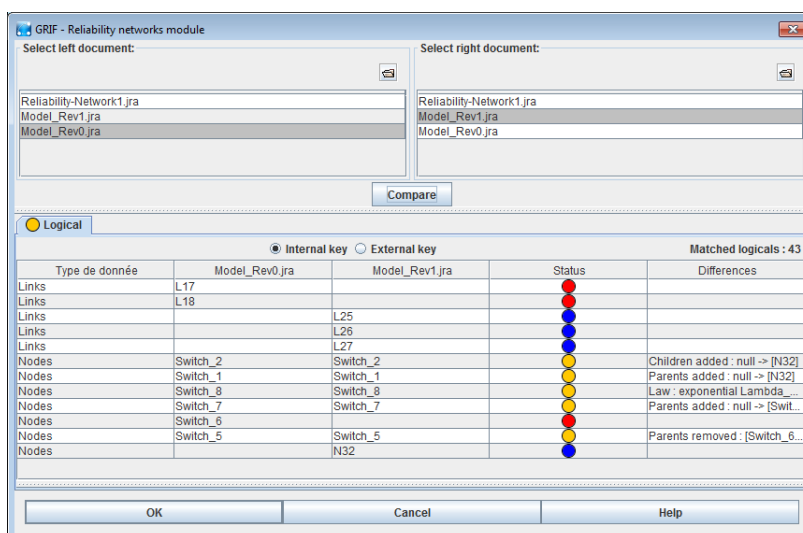 GRIF - Reliability networks module
Select left document:
Select right document:
Reliability-Network1.jra
Model_Rev1.jra
Model_Rev0.jra
Reliability-Network1.jra
Model_Rev1.jra
Model_Rev0.jra
Compare
Logical
Internal key External key Matched logicals : 43
Type de donnée Model_Rev0.jra Model_Rev1.jra Status Differences
Links L17
Links L18
Links L25
Links L26
Links L27
Nodes Switch_2 Switch_2 Children added : null -> [N32]
Nodes Switch_1 Switch_1 Parents added : null -> [N32]
Nodes Switch_8 Switch_8 Law : exponential Lambda_...
Nodes Switch_7 Switch_7 Parents added : null -> [Swit...
Nodes Switch_6
Nodes Switch_5 Switch_5 Parents removed : [Switch_6...
Nodes N32
OK Cancel Help